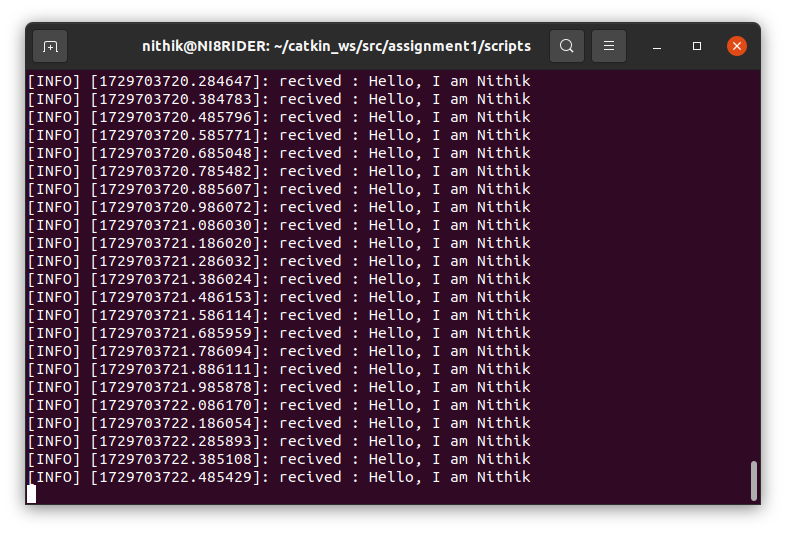 nithik@NI8RIDER: ~/catkin_ws/src/assignment1/scripts
[INFO] [1729703720.284647]: recived : Hello, I am Nithik
[INFO] [1729703720.384783]: recived : Hello, I am Nithik
[INFO] [1729703720.485796]: recived : Hello, I am Nithik
[INFO] [1729703720.585771]: recived : Hello, I am Nithik
[INFO] [1729703720.685048]: recived : Hello, I am Nithik
[INFO] [1729703720.785482]: recived : Hello, I am Nithik
[INFO] [1729703720.885607]: recived : Hello, I am Nithik
[INFO] [1729703720.986072]: recived : Hello, I am Nithik
[INFO] [1729703721.086030]: recived : Hello, I am Nithik
[INFO] [1729703721.186020]: recived : Hello, I am Nithik
[INFO] [1729703721.286032]: recived : Hello, I am Nithik
[INFO] [1729703721.386024]: recived : Hello, I am Nithik
[INFO] [1729703721.486153]: recived : Hello, I am Nithik
[INFO] [1729703721.586114]: recived : Hello, I am Nithik
[INFO] [1729703721.685959]: recived : Hello, I am Nithik
[INFO] [1729703721.786094]: recived : Hello, I am Nithik
[INFO] [1729703721.886111]: recived : Hello, I am Nithik
[INFO] [1729703721.985878]: recived : Hello, I am Nithik
[INFO] [1729703722.086170]: recived : Hello, I am Nithik
[INFO] [1729703722.186054]: recived : Hello, I am Nithik
[INFO] [1729703722.285893]: recived : Hello, I am Nithik
[INFO] [1729703722.385108]: recived : Hello, I am Nithik
[INFO] [1729703722.485429]: recived : Hello, I am Nithik